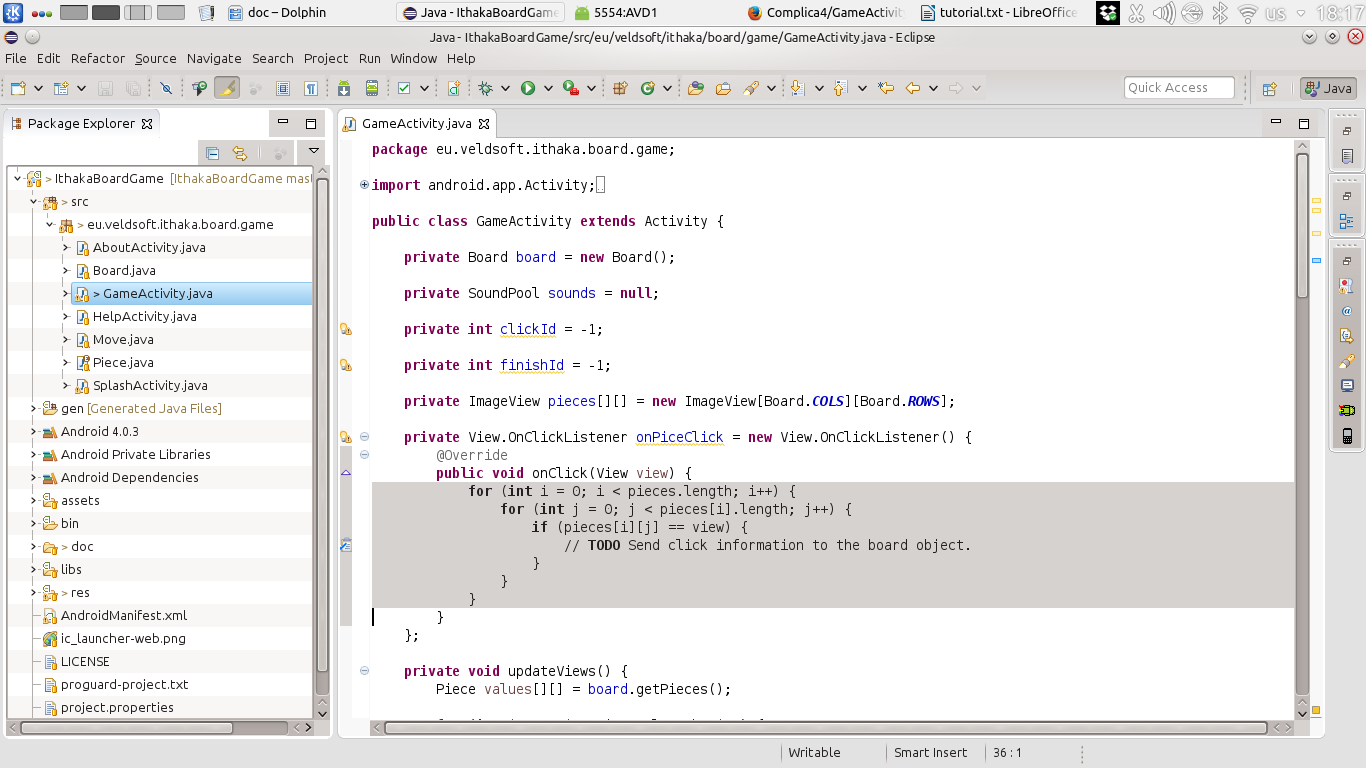 doc – Dolphin
Java - IthakaBoardGame
5554:AVD1
Complica4/GameActivity
tutorial.txt - LibreOffice
us
18:17
Java - IthakaBoardGame/src/eu/veldsoft/ithaka/board/game/GameActivity.java - Eclipse
File Edit Refactor Source Navigate Search Project Run Window Help
Quick Access
Java
Package Explorer
GameActivity.java
> IthakaBoardGame [IthakaBoardGame mast
> src
> eu.veldsoft.ithaka.board.game
AboutActivity.java
Board.java
> GameActivity.java
HelpActivity.java
Move.java
Piece.java
SplashActivity.java
gen [Generated Java Files]
Android 4.0.3
Android Private Libraries
Android Dependencies
assets
bin
> doc
libs
> res
AndroidManifest.xml
ic_launcher-web.png
LICENSE
proguard-project.txt
project.properties
package eu.veldsoft.ithaka.board.game;
import android.app.Activity;
public class GameActivity extends Activity {
private Board board = new Board();
private SoundPool sounds = null;
private int clickId = -1;
private int finishId = -1;
private ImageView pieces[][] = new ImageView[Board.COLS][Board.ROWS];
private View.OnClickListener onPiceClick = new View.OnClickListener() {
@Override
public void onClick(View view) {
for (int i = 0; i < pieces.length; i++) {
for (int j = 0; j < pieces[i].length; j++) {
if (pieces[i][j] == view) {
// TODO Send click information to the board object.
}
}
}
}
};
private void updateViews() {
Piece values[][] = board.getPieces();
Writable
Smart Insert
36 : 1